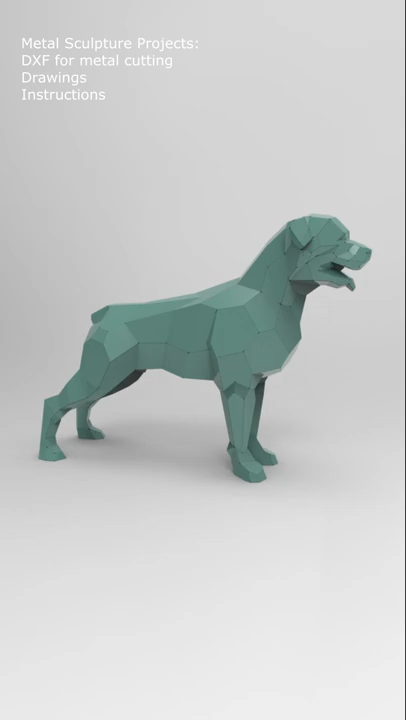 Metal Sculpture Projects:
DXF for metal cutting
Drawings
Instructions